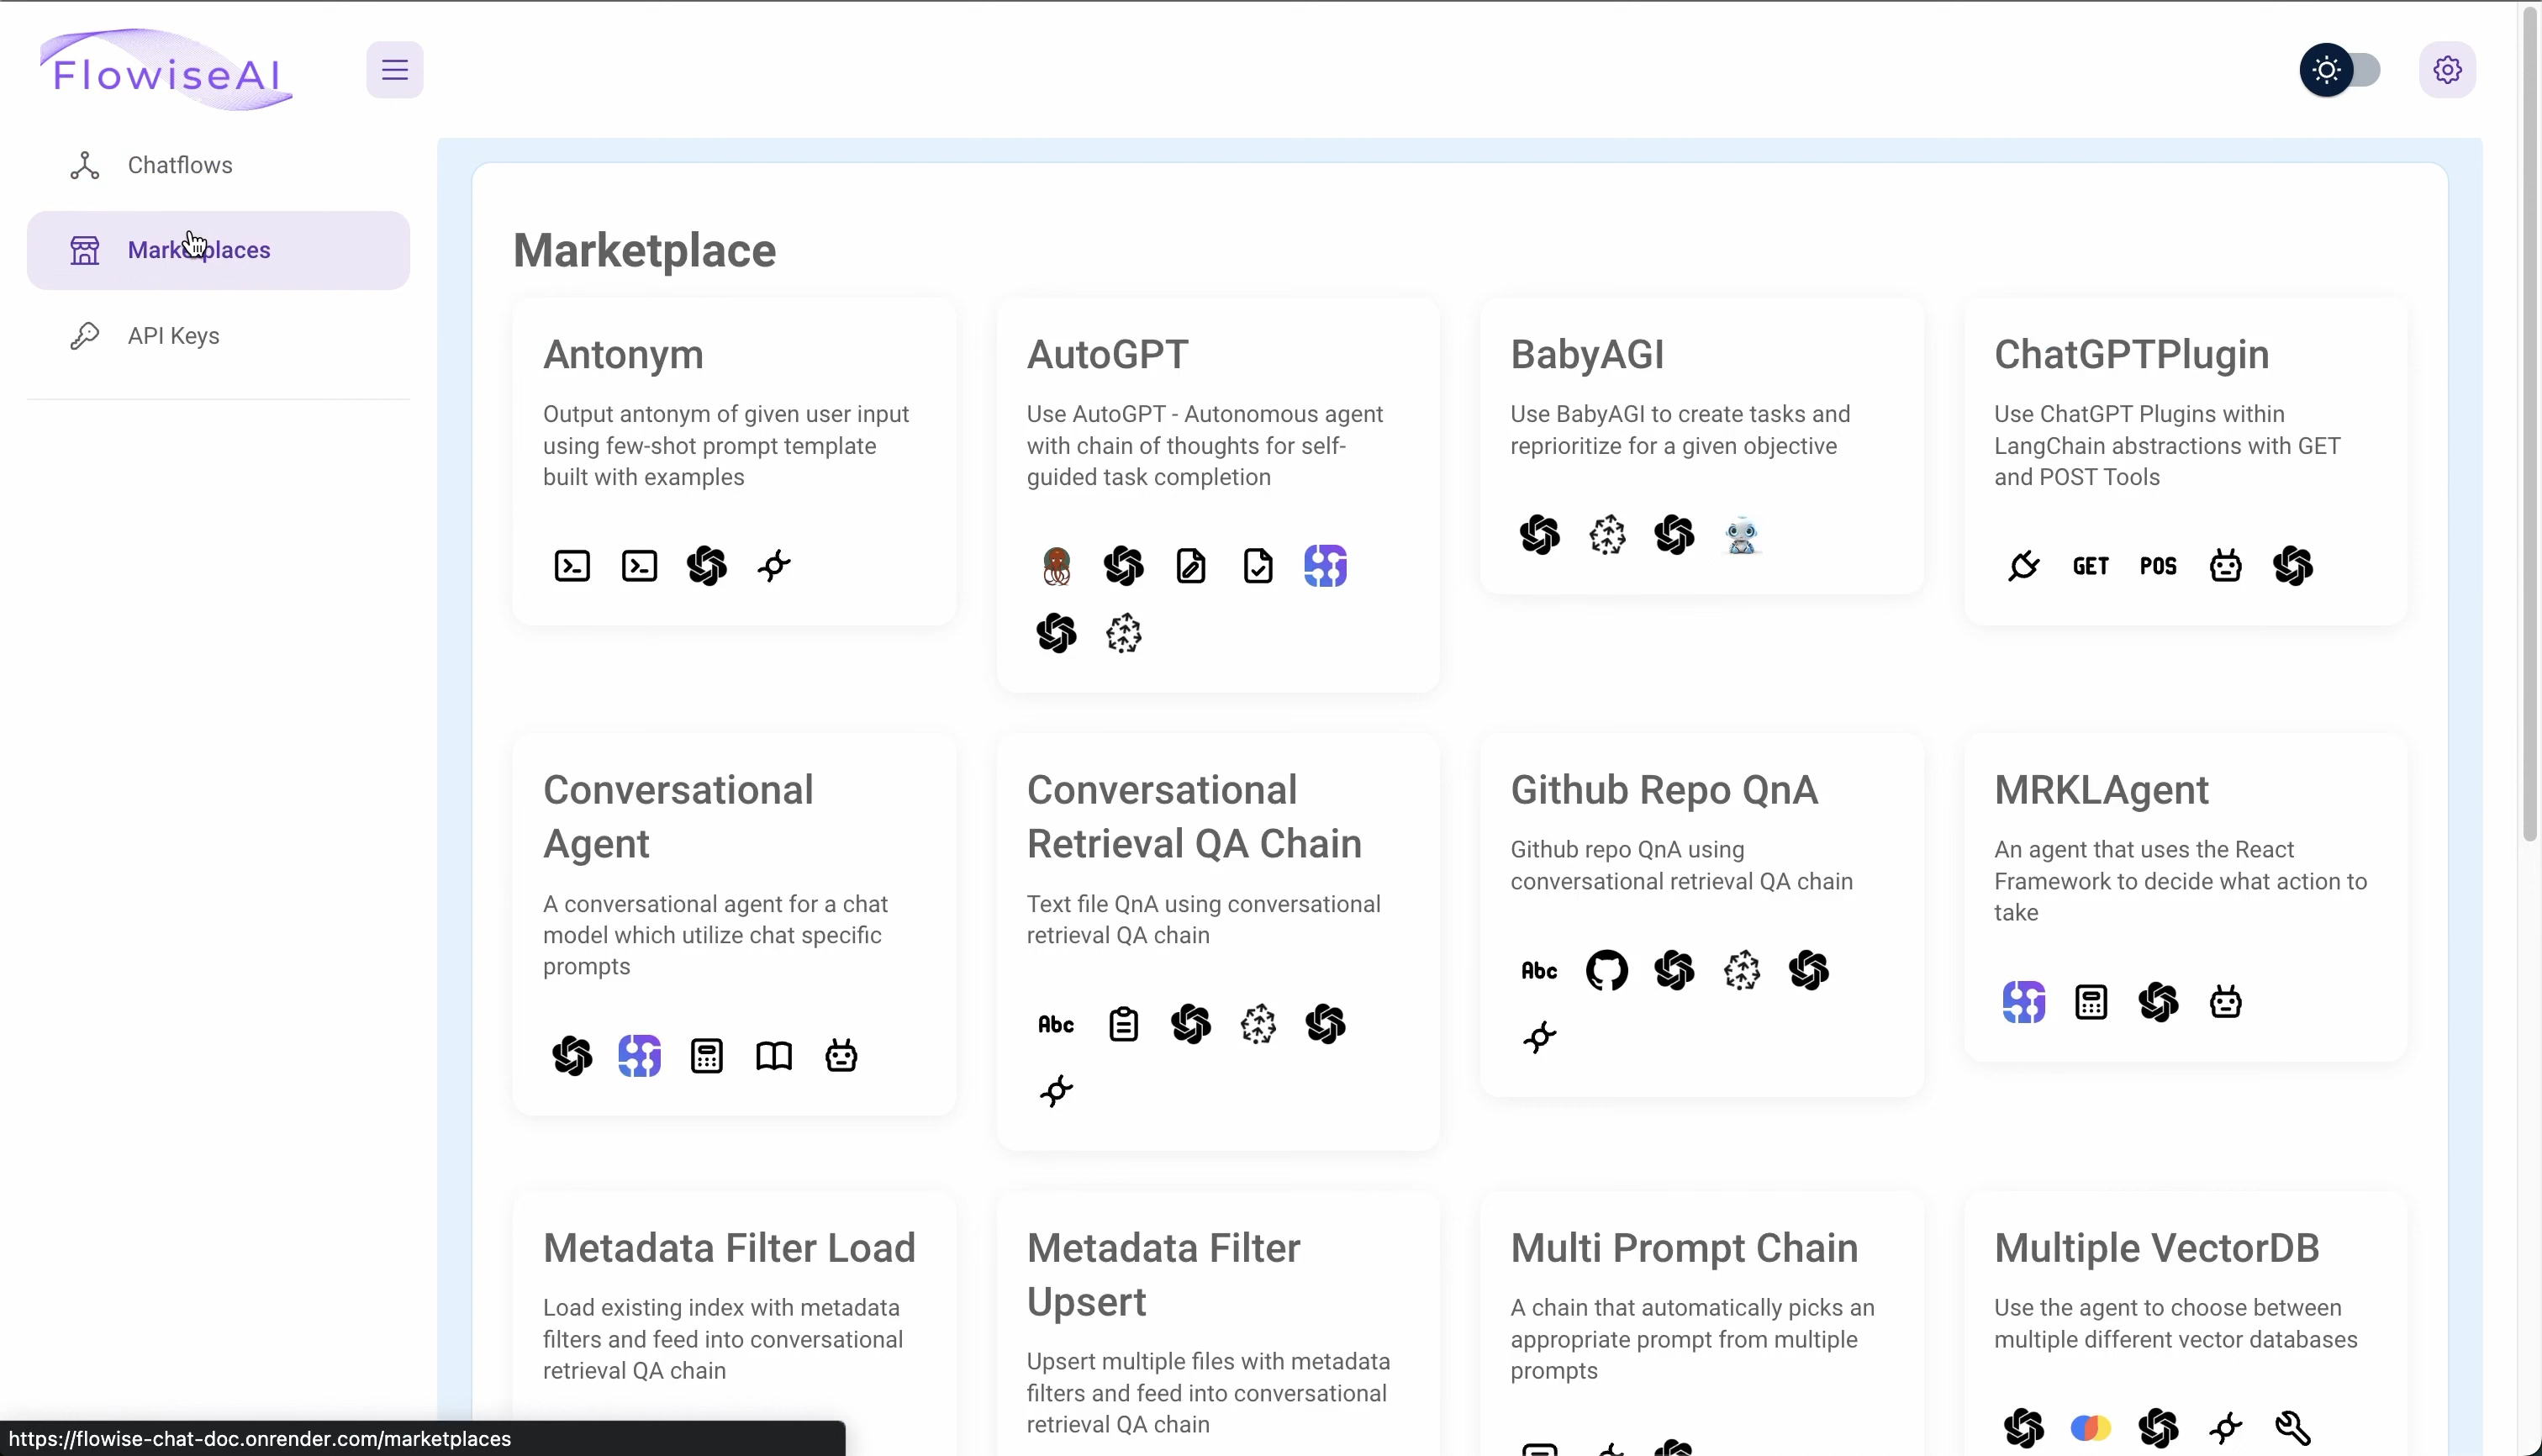 FlowiseAI
Chatflows
Marketplaces
API Keys
Marketplace
Antonym
Output antonym of given user input
using few-shot prompt template
built with examples
AutoGPT
Use AutoGPT - Autonomous agent
with chain of thoughts for self-
guided task completion
BabyAGI
Use BabyAGI to create tasks and
reprioritize for a given objective
ChatGPTPlugin
Use ChatGPT Plugins within
LangChain abstractions with GET
and POST Tools
GET POS
Conversational
Agent
A conversational agent for a chat
model which utilize chat specific
prompts
Conversational
Retrieval QA Chain
Text file QnA using conversational
retrieval QA chain
Abc
Github Repo QnA
Github repo QnA using
conversational retrieval QA chain
Abc
MRKLAgent
An agent that uses the React
Framework to decide what action to
take
Metadata Filter Load
Load existing index with metadata
filters and feed into conversational
retrieval QA chain
Metadata Filter
Upsert
Upsert multiple files with metadata
filters and feed into conversational
retrieval QA chain
Multi Prompt Chain
A chain that automatically picks an
appropriate prompt from multiple
prompts
Multiple VectorDB
Use the agent to choose between
multiple different vector databases
https://flowise-chat-doc.onrender.com/marketplaces